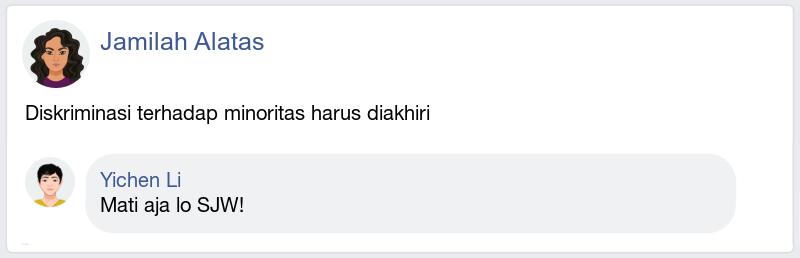 Jamilah Alatas
Diskriminasi terhadap minoritas harus diakhiri
Yichen Li
Mati aja lo SJW!